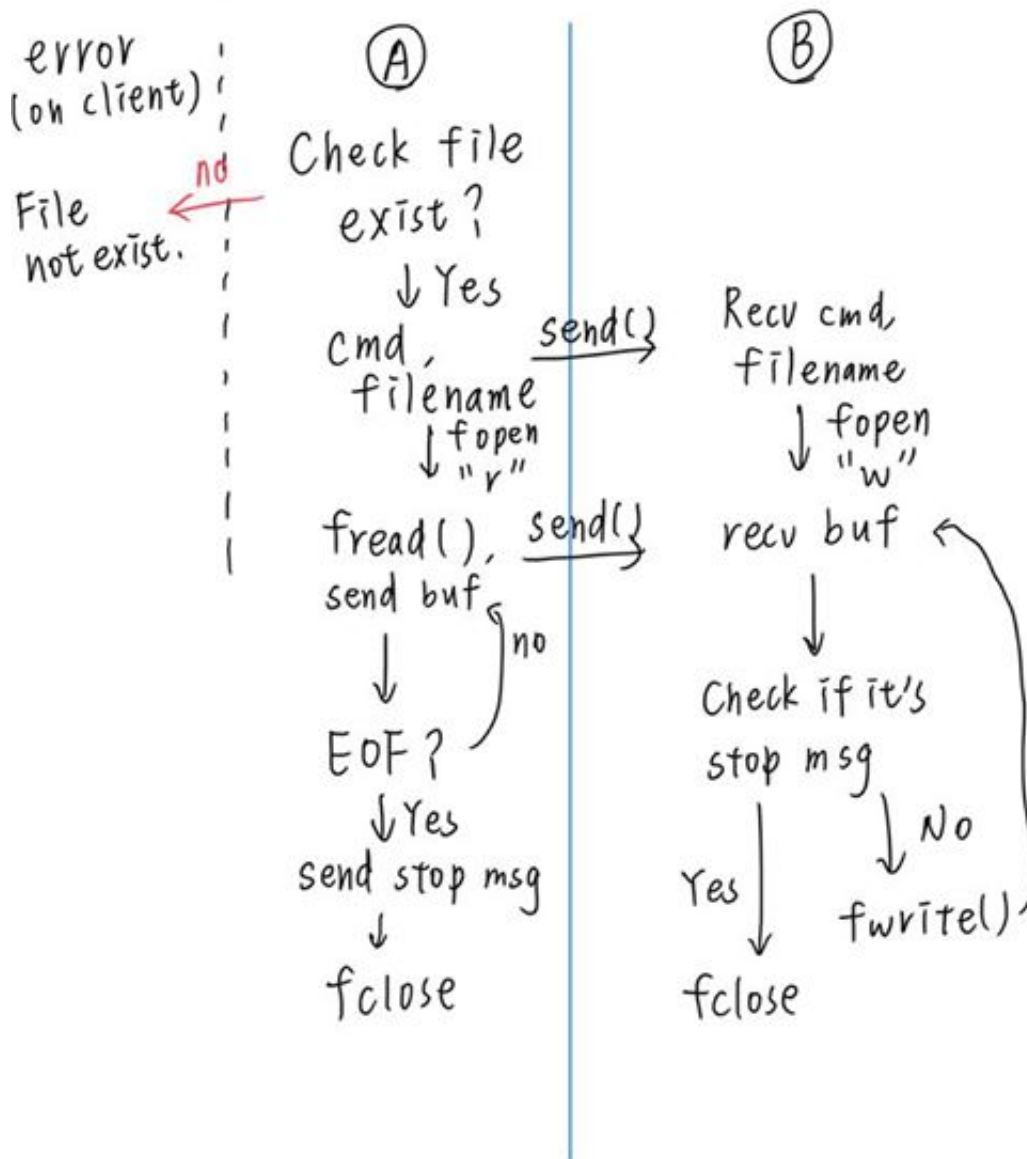 error
(on client)
no
File
not exist.
A
Check file
exist?
Yes
cmd,
filename
send()
fopen
"r"
fread(),
send buf
send()
no
EOF?
Yes
send stop msg
fclose
B
Recv cmd,
filename
fopen
"w"
recv buf
Check if it's
stop msg
Yes
No
fwrite()
fclose